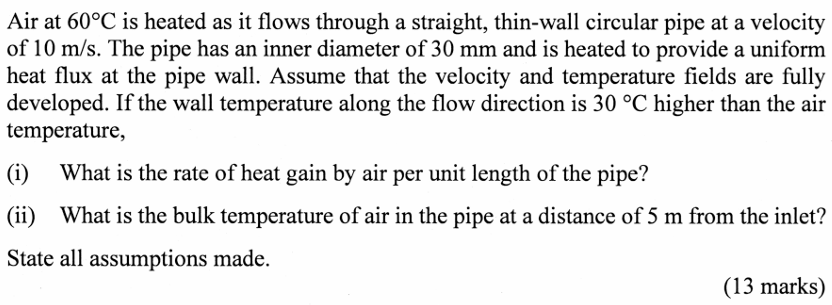 Air at 60°C is heated as it flows through a straight, thin-wall circular pipe at a velocity
of 10 m/s. The pipe has an inner diameter of 30 mm and is heated to provide a uniform
heat flux at the pipe wall. Assume that the velocity and temperature fields are fully
developed. If the wall temperature along the flow direction is 30 °C higher than the air
temperature,
(i) What is the rate of heat gain by air per unit length of the pipe?
(ii) What is the bulk temperature of air in the pipe at a distance of 5 m from the inlet?
State all assumptions made.
(13 marks)